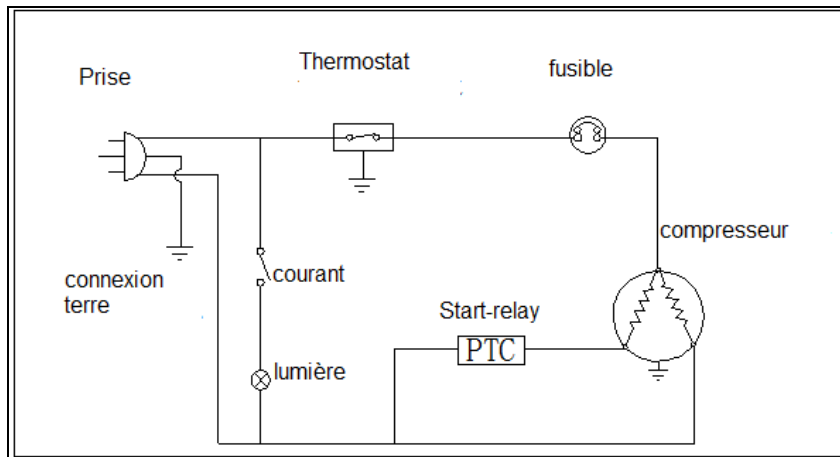 Prise
Thermostat
fusible
compresseur
connexion
terre
courant
Start-relay
PTC
lumière